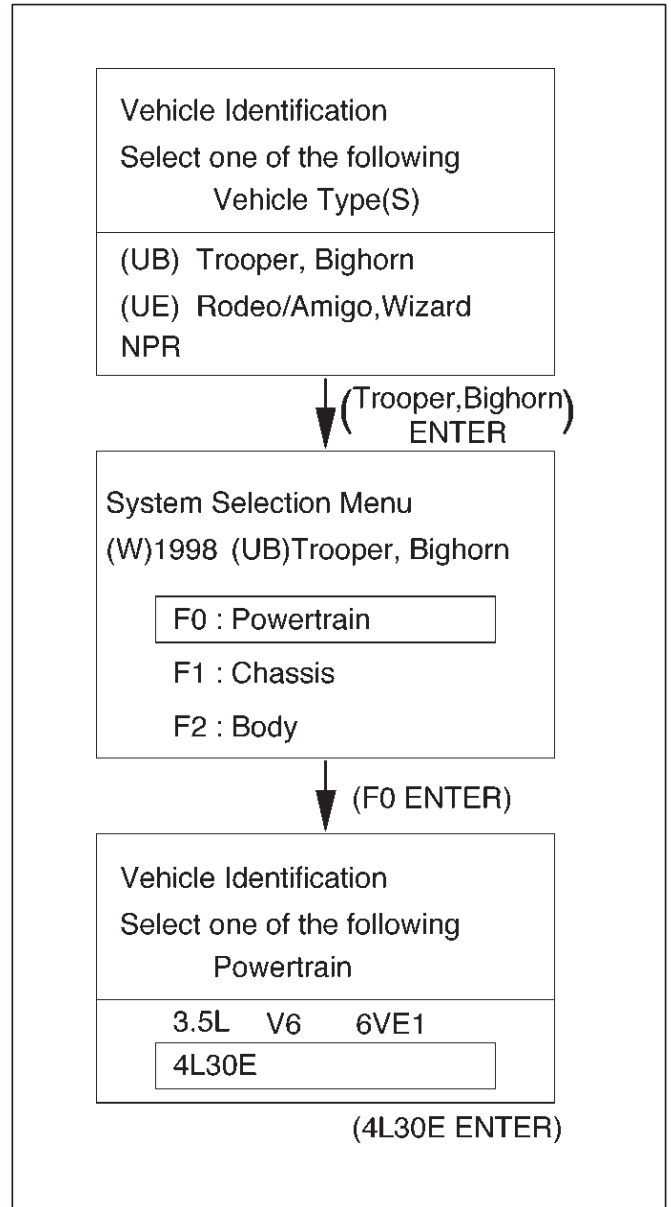 Vehicle Identification
Select one of the following
Vehicle Type(S)
(UB) Trooper, Bighorn
(UE) Rodeo/Amigo,Wizard
NPR
(Trooper,Bighorn)
ENTER
System Selection Menu
(W)1998 (UB)Trooper, Bighorn
F0 : Powertrain
F1 : Chassis
F2 : Body
(F0 ENTER)
Vehicle Identification
Select one of the following
Powertrain
3.5L V6 6VE1
4L30E
(4L30E ENTER)